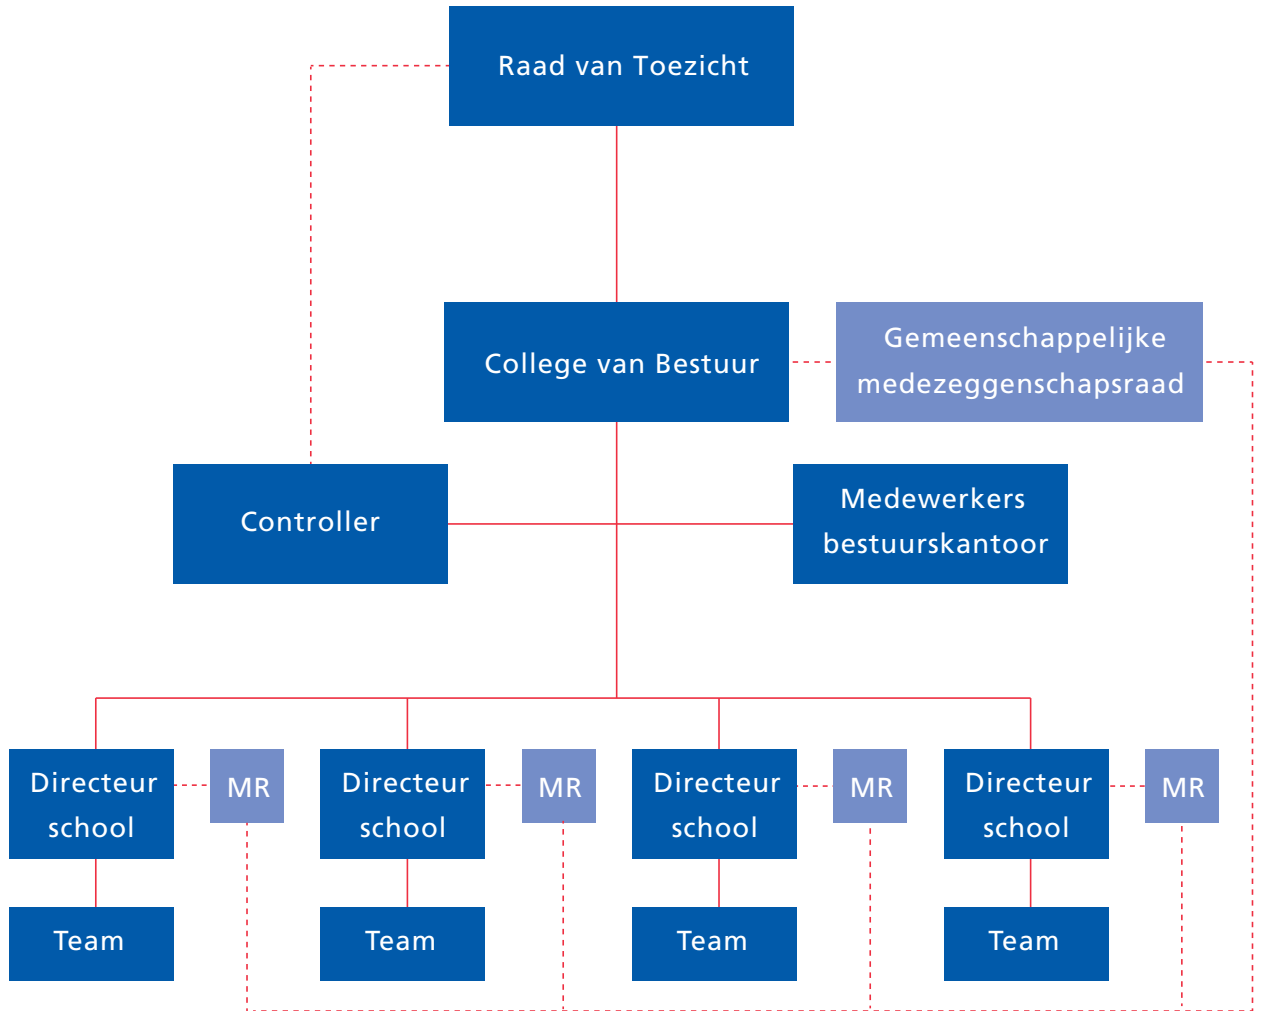 Raad van Toezicht
College van Bestuur
Gemeenschappelijke
medezeggenschapsraad
Controller
Medewerkers
bestuurskantoor
Directeur
school
MR
Directeur
school
MR
Directeur
school
MR
Directeur
school
MR
Team
Team
Team
Team